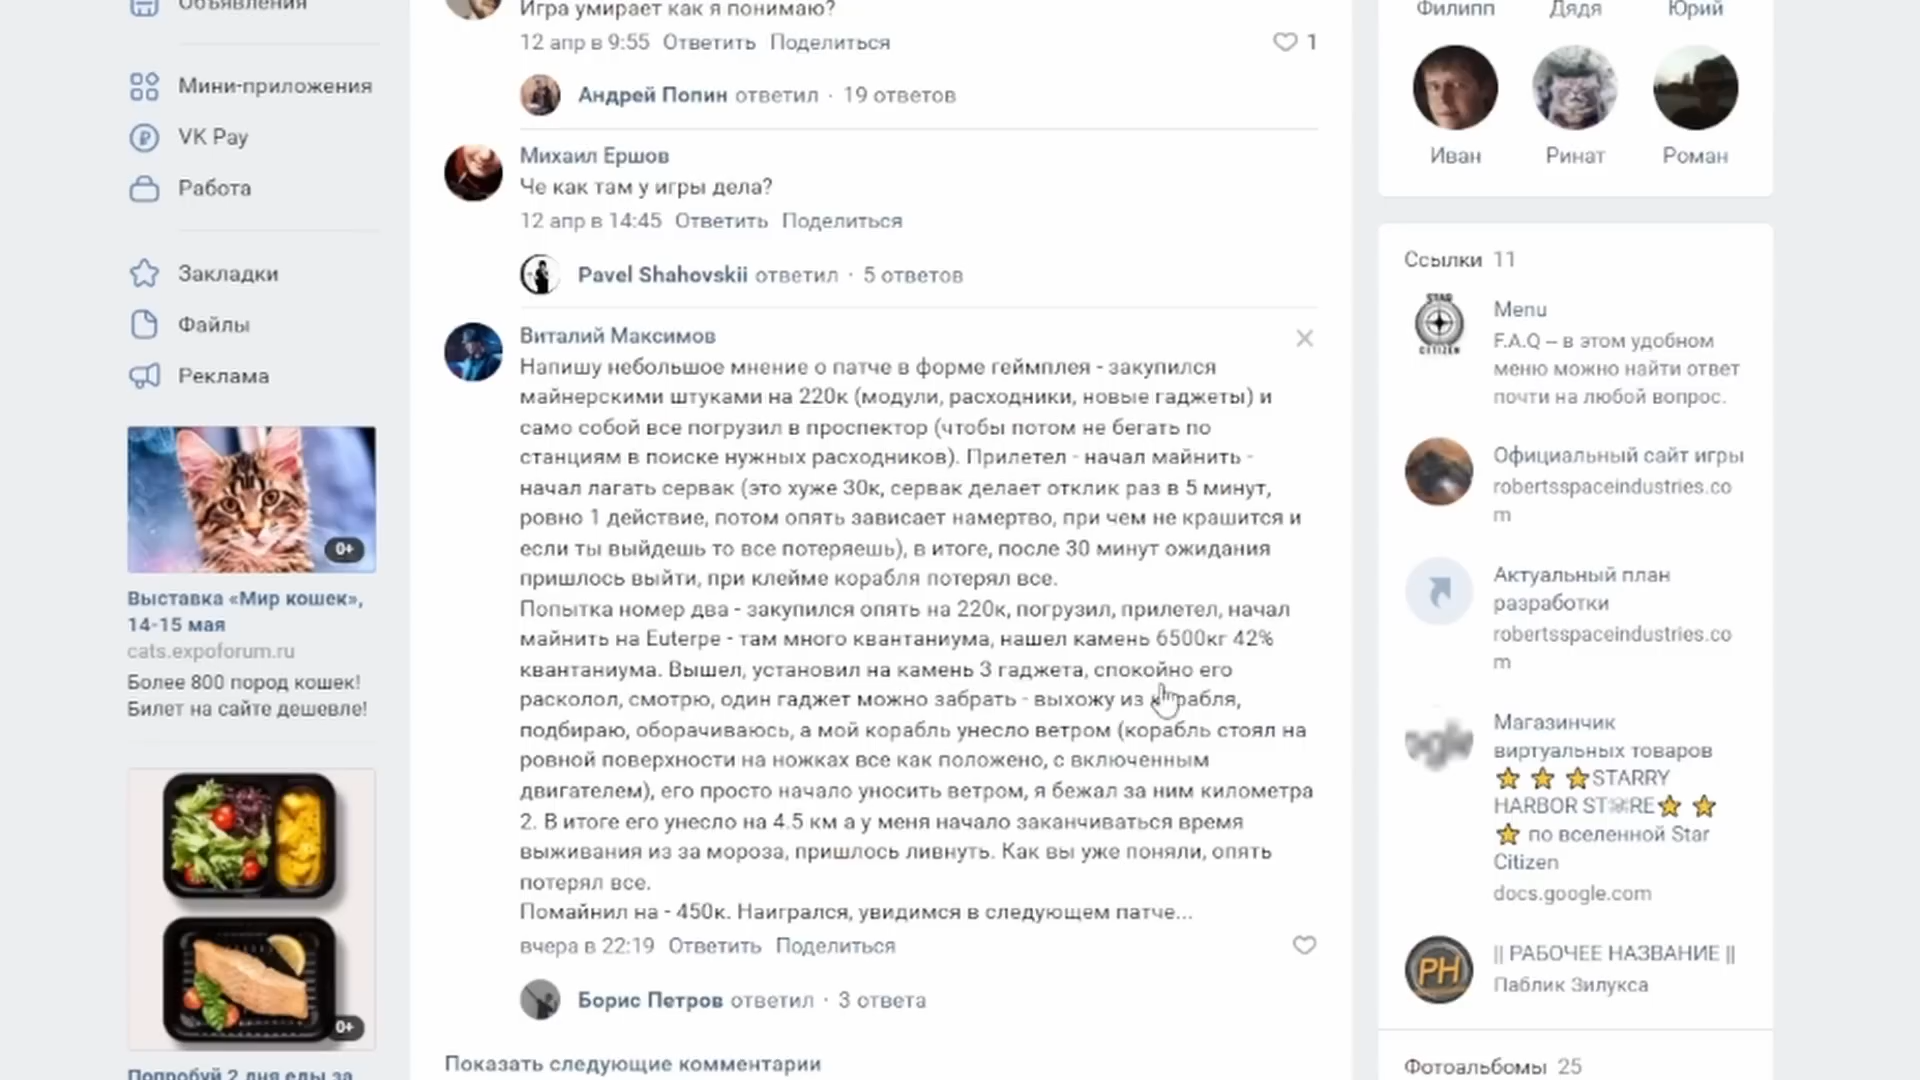 Объявления
Мини-приложения
VK Pay
Работа
Закладки
Файлы
Реклама
0+
Выставка «Мир кошек»,
14-15 мая
cats.expoforum.ru
Более 800 пород кошек!
Билет на сайте дешевле!
0+
Попробуй 2 дня еды за
Игра умирает как я понимаю?
12 апр в 9:55 Ответить Поделиться
1
Андрей Попин ответил · 19 ответов
Михаил Ершов
Че как там у игры дела?
12 апр в 14:45 Ответить Поделиться
Pavel Shahovskii ответил · 5 ответов
Виталий Максимов
Напишу небольшое мнение о патче в форме геймплея - закупился
майнерскими штуками на 220к (модули, расходники, новые гаджеты) и
само собой все погрузил в проспектор (чтобы потом не бегать по
станциям в поиске нужных расходников). Прилетел - начал майнить -
начал лагать сервак (это хуже 30к, сервак делает отклик раз в 5 минут,
ровно 1 действие, потом опять зависает намертво, при чем не крашится и
если ты выйдешь то все потеряешь), в итоге, после 30 минут ожидания
пришлось выйти, при клейме корабля потерял все.
Попытка номер два - закупился опять на 220к, погрузил, прилетел, начал
майнить на Euterpe - там много квантаниума, нашел камень 6500кг 42%
квантаниума. Вышел, установил на камень 3 гаджета, спокойно его
расколол, смотрю, один гаджет можно забрать - выхожу из корабля,
подбираю, оборачиваюсь, а мой корабль унесло ветром (корабль стоял на
ровной поверхности на ножках все как положено, с включенным
двигателем), его просто начало уносить ветром, я бежал за ним километра
2. В итоге его унесло на 4.5 км а у меня начало заканчиваться время
выживания из за мороза, пришлось ливнуть. Как вы уже поняли, опять
потерял все.
Помайнил на - 450к. Наигрался, увидимся в следующем патче...
вчера в 22:19 Ответить Поделиться
Борис Петров ответил · 3 ответа
Показать следующие комментарии
Филипп Дядя Юрий
Иван Ринат Роман
Ссылки 11
STAR
CITIZEN
Menu
F.A.Q – в этом удобном
меню можно найти ответ
почти на любой вопрос.
Официальный сайт игры
robertsspaceindustries.co
m
Актуальный план
разработки
robertsspaceindustries.co
m
Магазинчик
виртуальных товаров
⭐ ⭐ ⭐STARRY
HARBOR ST☠RE⭐ ⭐
⭐ по вселенной Star
Citizen
docs.google.com
PH
|| РАБОЧЕЕ НАЗВАНИЕ ||
Паблик Зилукса
Фотоальбомы 25